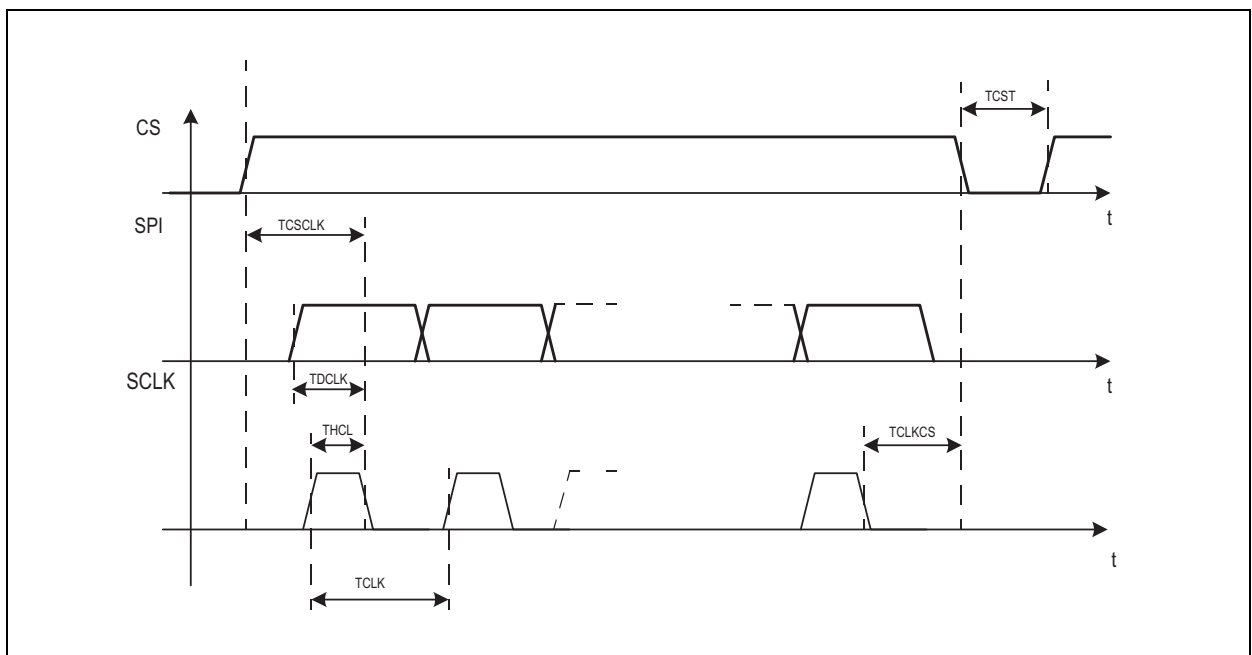 TCST
CS
t
TCSCLK
SPI
TDCLK
t
SCLK
THCL
TCLKCS
t
TCLK